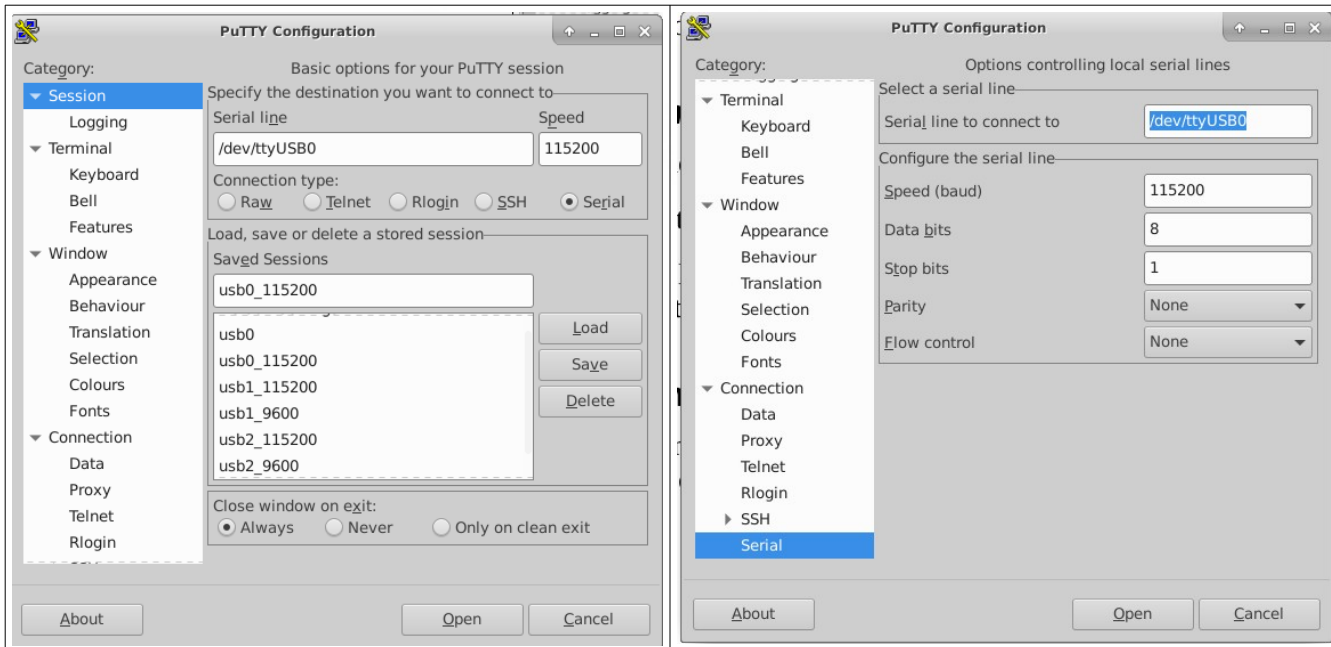 PuTTY Configuration
Category:
Basic options for your PuTTY session
Session
Logging
Terminal
Keyboard
Bell
Features
Window
Appearance
Behaviour
Translation
Selection
Colours
Fonts
Connection
Data
Proxy
Telnet
Rlogin
Specify the destination you want to connect to
Serial line Speed
/dev/ttyUSB0 115200
Connection type:
Raw Telnet Rlogin SSH Serial
Load, save or delete a stored session
Saved Sessions
usb0_115200
usb0
usb0_115200
usb1_115200
usb1_9600
usb2_115200
usb2_9600
Load
Save
Delete
Close window on exit:
Always Never Only on clean exit
About Open Cancel
PuTTY Configuration
Category:
Options controlling local serial lines
Terminal
Keyboard
Bell
Features
Window
Appearance
Behaviour
Translation
Selection
Colours
Fonts
Connection
Data
Proxy
Telnet
Rlogin
SSH
Serial
Select a serial line
Serial line to connect to /dev/ttyUSB0
Configure the serial line
Speed (baud) 115200
Data bits 8
Stop bits 1
Parity None
Flow control None
About Open Cancel